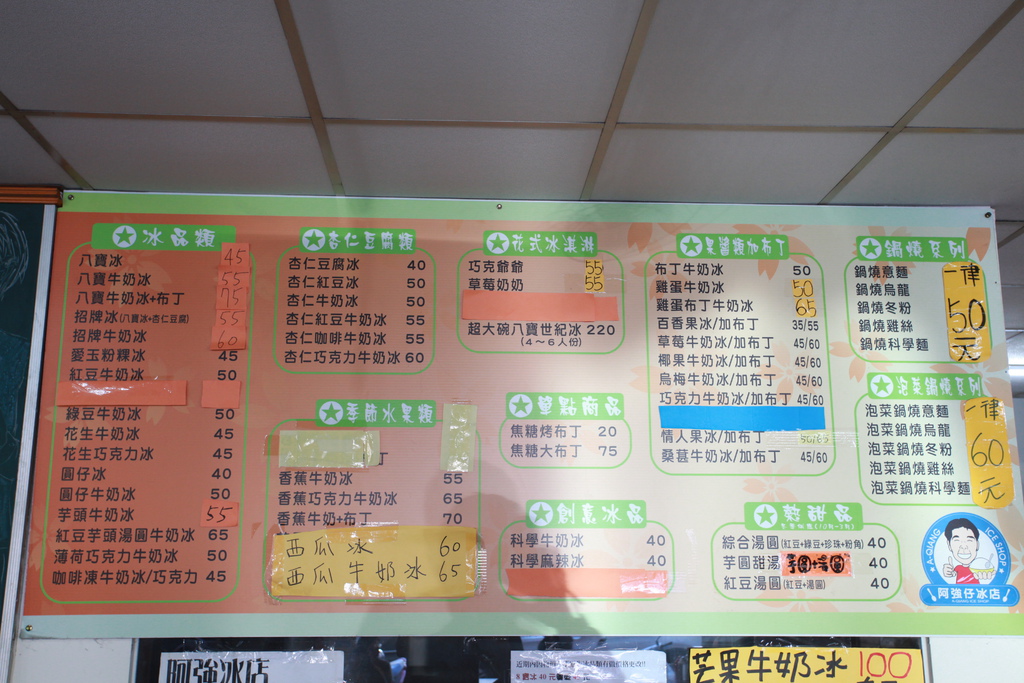 冰品類
八寶冰 45
八寶牛奶冰 55
八寶牛奶冰+布丁 75
招牌冰(八寶冰+杏仁豆腐) 55
招牌牛奶冰 60
愛玉粉粿冰 45
紅豆牛奶冰 50
綠豆牛奶冰 50
花生牛奶冰 45
花生巧克力冰 45
圓仔冰 40
圓仔牛奶冰 50
芋頭牛奶冰 55
紅豆芋頭湯圓牛奶冰 65
薄荷巧克力牛奶冰 50
咖啡凍牛奶冰/巧克力 45
杏仁豆腐類
杏仁豆腐冰 40
杏仁紅豆冰 50
杏仁牛奶冰 50
杏仁紅豆牛奶冰 55
杏仁咖啡牛奶冰 55
杏仁巧克力牛奶冰 60
季節水果類
丁
香蕉牛奶冰 55
香蕉巧克力牛奶冰 65
香蕉牛奶+布丁 70
西瓜冰 60
西瓜牛奶冰 65
花式冰淇淋
巧克爺爺 55
草莓奶奶 55
超大碗八寶世紀冰 220
(4~6人份)
單點商品
焦糖烤布丁 20
焦糖大布丁 75
創意冰品
科學牛奶冰 40
科學麻辣冰 40
果醬類加布丁
布丁牛奶冰 50
雞蛋牛奶冰 50
雞蛋布丁牛奶冰 65
百香果冰/加布丁 35/55
草莓牛奶冰/加布丁 45/60
椰果牛奶冰/加布丁 45/60
烏梅牛奶冰/加布丁 45/60
巧克力牛奶冰/加布丁 45/60
情人果冰/加布丁 50/65
桑葚牛奶冰/加布丁 45/60
熱甜品
綜合湯圓(紅豆+綠豆+珍珠+粉角) 40
芋圓甜湯 芋圓+湯圓 40
紅豆湯圓(紅豆+湯圓) 40
鍋燒系列
鍋燒意麵
鍋燒烏龍
鍋燒冬粉
鍋燒雞絲
鍋燒科學麵
一律
50
元
泡菜鍋燒系列
泡菜鍋燒意麵
泡菜鍋燒烏龍
泡菜鍋燒冬粉
泡菜鍋燒雞絲
泡菜鍋燒科學麵
一律
60
元
A-QIANG ICE SHOP
阿強仔冰店
阿強冰店
芒果牛奶冰 100